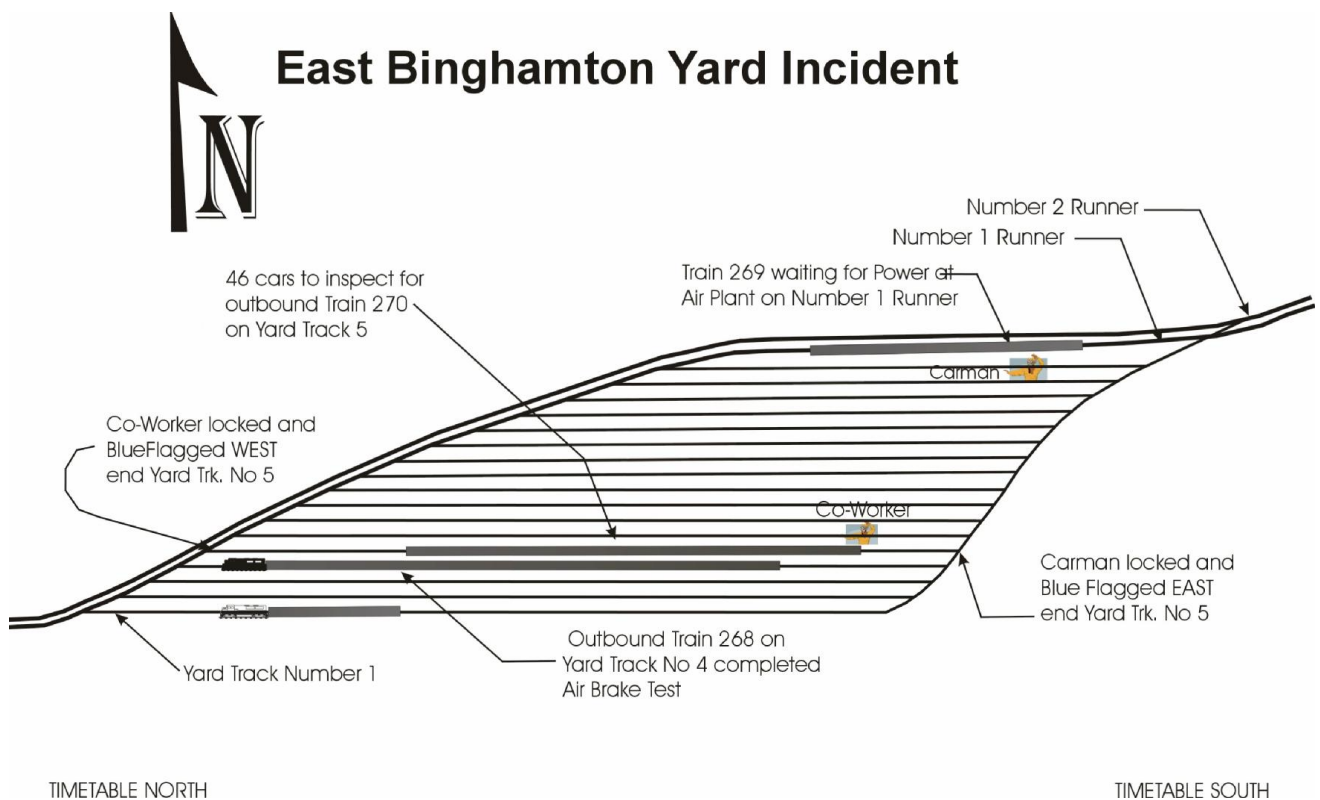 East Binghamton Yard Incident
N
Number 2 Runner
Number 1 Runner
46 cars to inspect for
outbound Train 270
on Yard Track 5
Train 269 waiting for Power at
Air Plant on Number 1 Runner
Carman
Co-Worker locked and
BlueFlagged WEST
end Yard Trk. No 5
Co-Worker
Carman locked and
Blue Flagged EAST
end Yard Trk. No 5
Outbound Train 268 on
Yard Track No 4 completed
Air Brake Test
Yard Track Number 1
TIMETABLE NORTH
TIMETABLE SOUTH